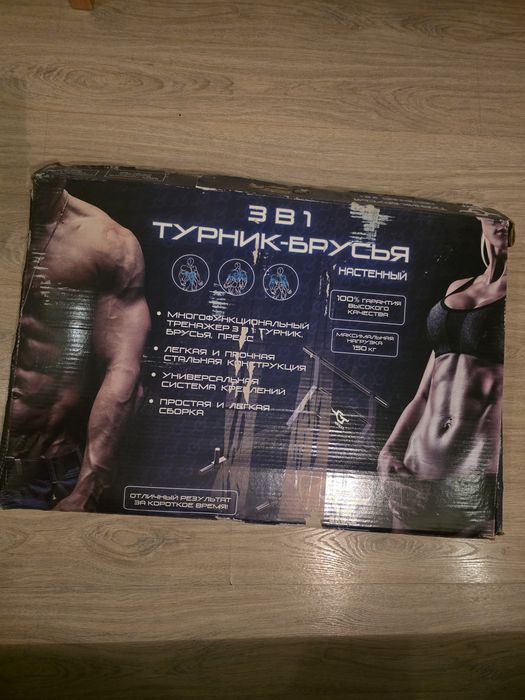 3 В 1
ТУРНИК-БРУСЬЯ
НАСТЕННЫЙ
100% ГАРАНТИЯ
ВЫСОКОГО
КАЧЕСТВА
МАКСИМАЛЬНАЯ
НАГРУЗКА
150 КГ
• МНОГОФУНКЦИОНАЛЬНЫЙ
ТРЕНАЖЕР 3 1 ТУРНИК,
БРУСЬЯ, ПРЕС
• ЛЕГКАЯ И ПРОЧНАЯ
СТАЛЬНАЯ КОНСТРУКЦИЯ
• УНИВЕРСАЛЬНАЯ
СИСТЕМА КРЕПЛЕНИЙ
• ПРОСТАЯ И ЛЕГКАЯ
СБОРКА
ОТЛИЧНЫЙ РЕЗУЛЬТАТ
ЗА КОРОТКОЕ ВРЕМЯ!